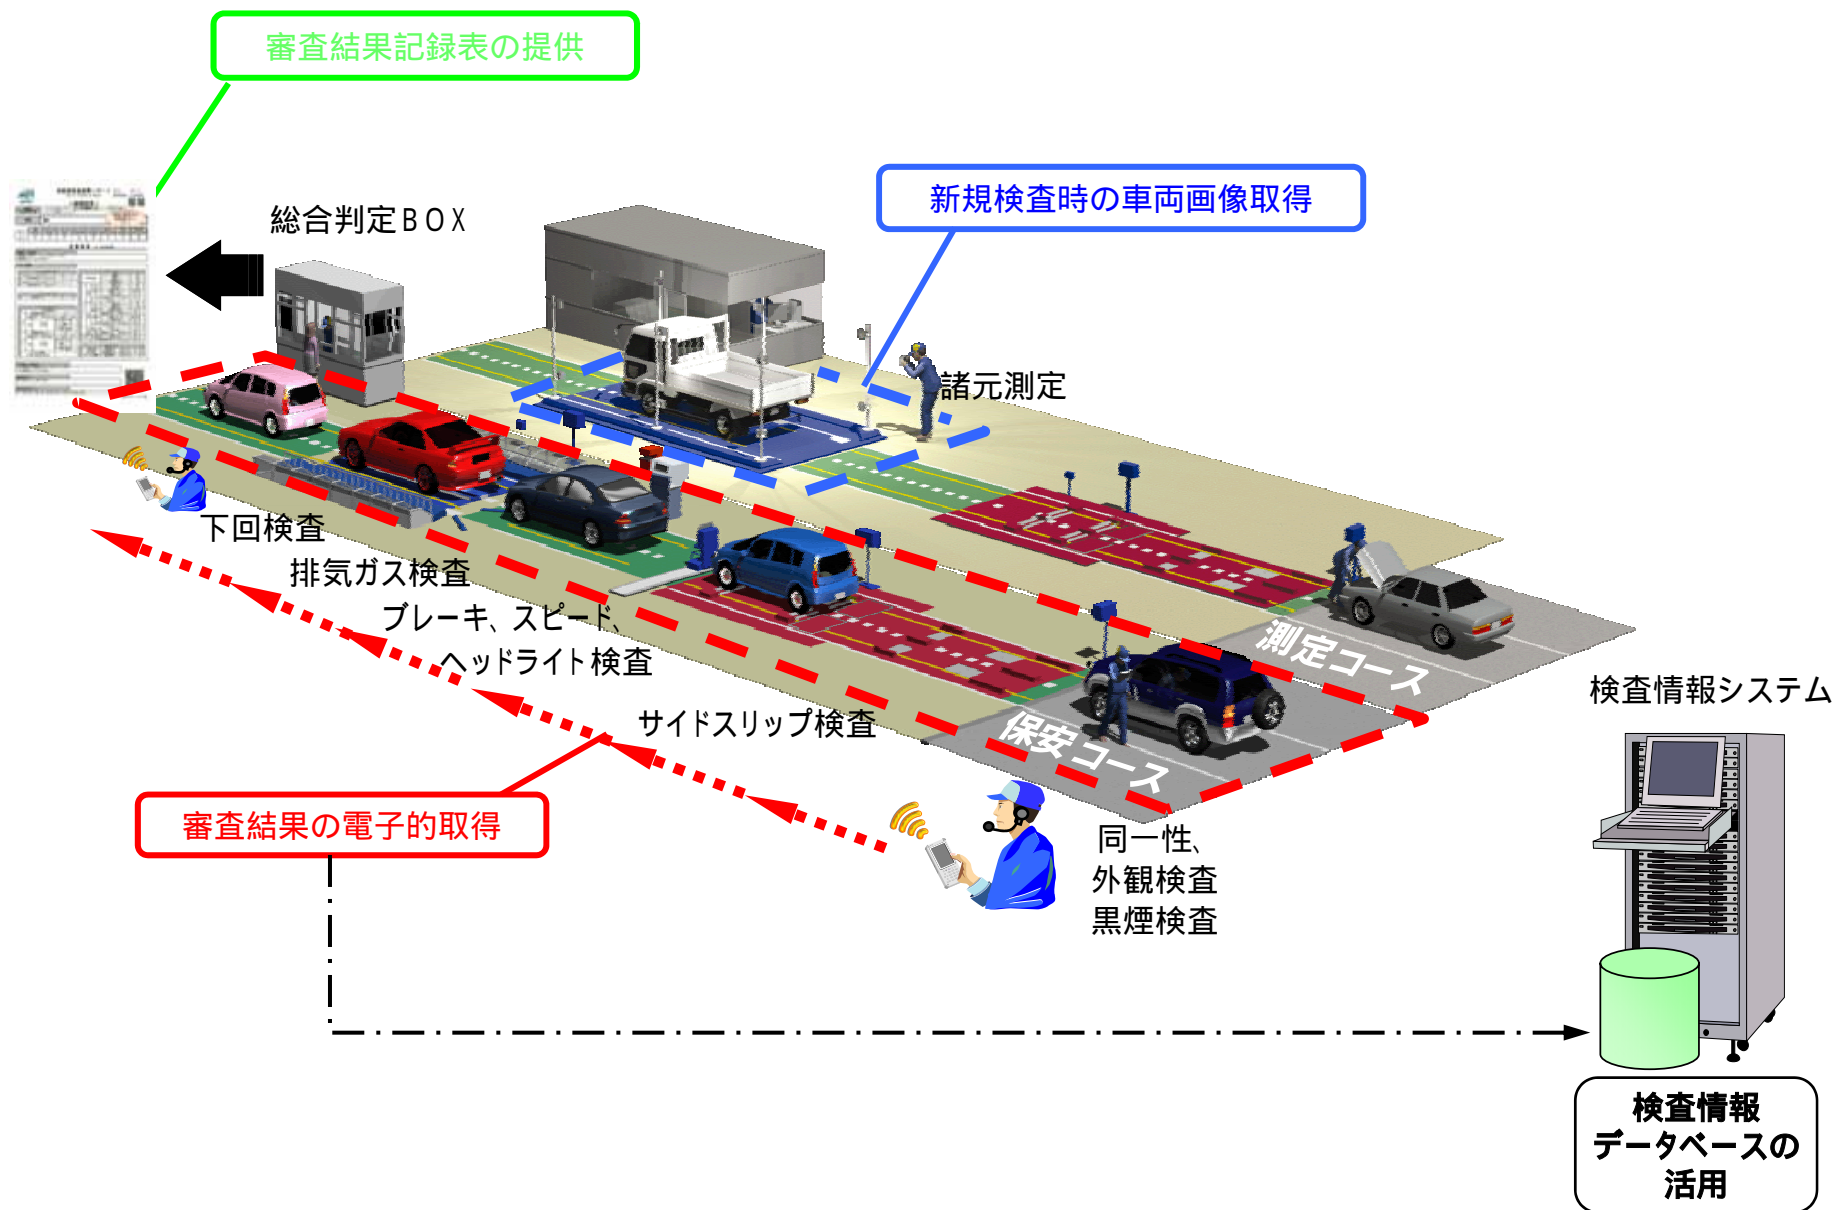 審査結果記録表の提供
新規検査時の車両画像取得
総合判定BOX
諸元測定
下回検査
排気ガス検査
ブレーキ、スピード、
ヘッドライト検査
サイドスリップ検査
測定コース
保安コース
検査情報システム
審査結果の電子的取得
同一性、
外観検査
黒煙検査
検査情報
データベースの
活用